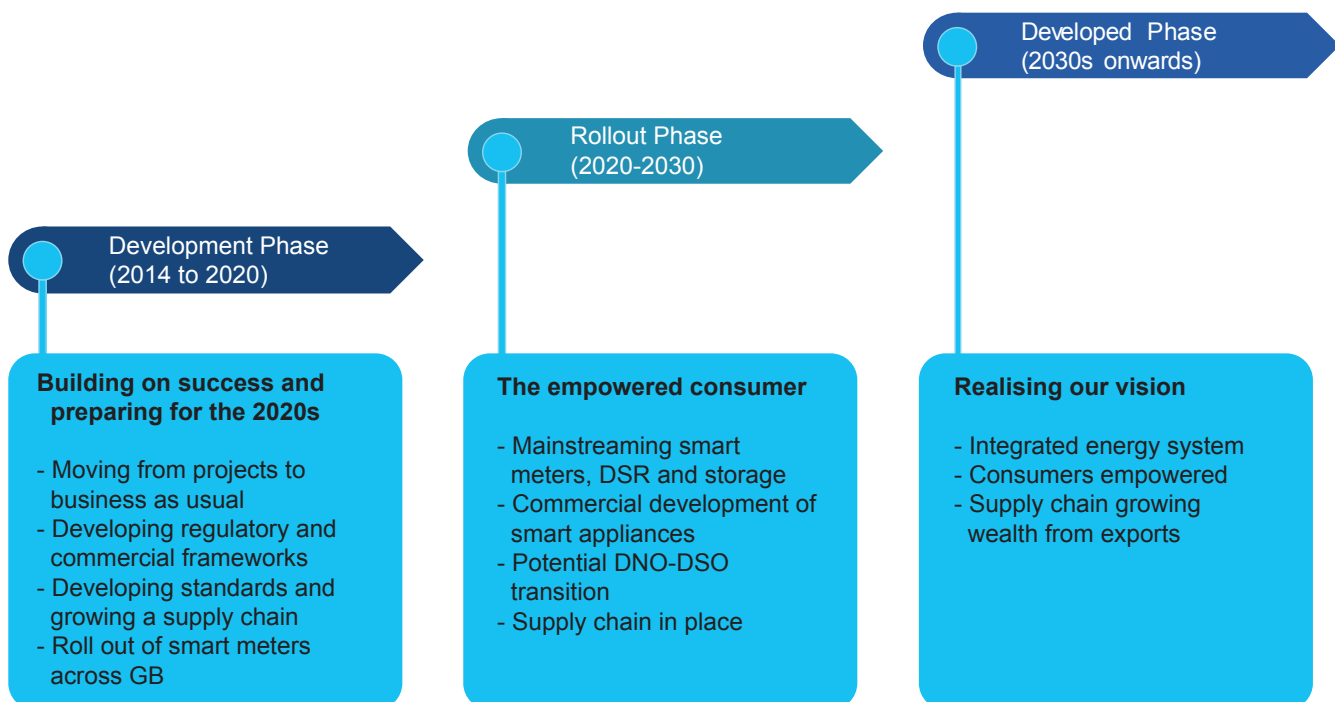 Development Phase
(2014 to 2020)
Building on success and
preparing for the 2020s
- Moving from projects to
business as usual
- Developing regulatory and
commercial frameworks
- Developing standards and
growing a supply chain
- Roll out of smart meters
across GB
Rollout Phase
(2020-2030)
The empowered consumer
- Mainstreaming smart
meters, DSR and storage
- Commercial development of
smart appliances
- Potential DNO-DSO
transition
- Supply chain in place
Developed Phase
(2030s onwards)
Realising our vision
- Integrated energy system
- Consumers empowered
- Supply chain growing
wealth from exports